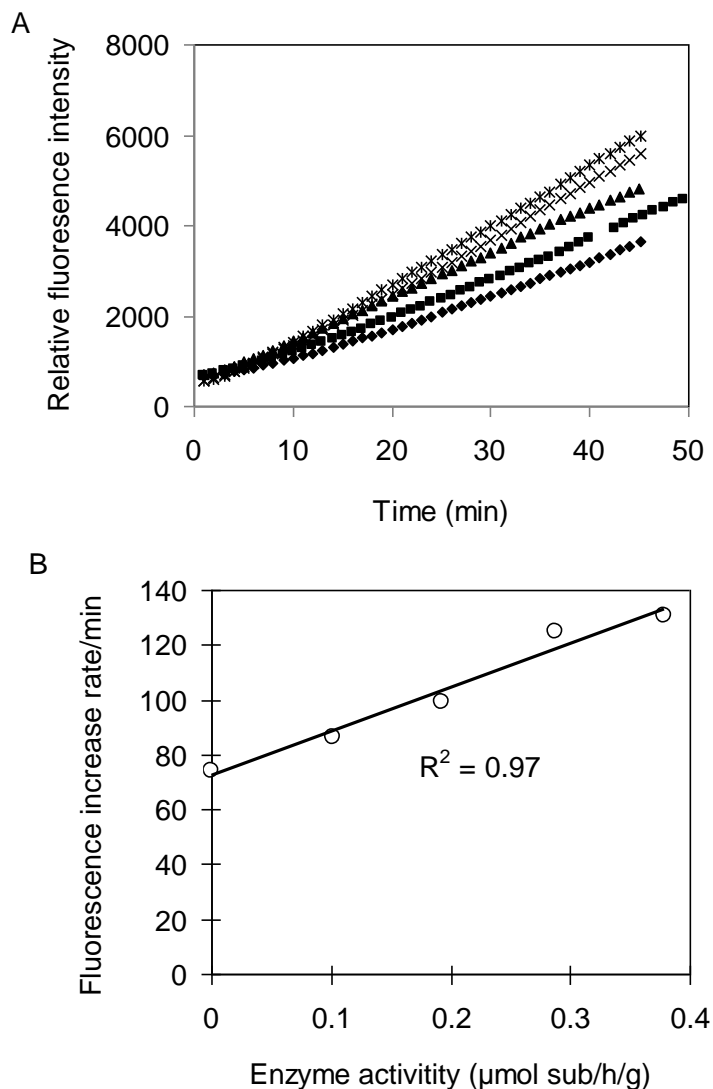 A
8000
6000
4000
2000
0
Relative fluoresence intensity
0 10 20 30 40 50
Time (min)
B
140
120
100
80
60
40
20
0
Fluorescence increase rate/min
R² = 0.97
0 0.1 0.2 0.3 0.4
Enzyme activitity (µmol sub/h/g)